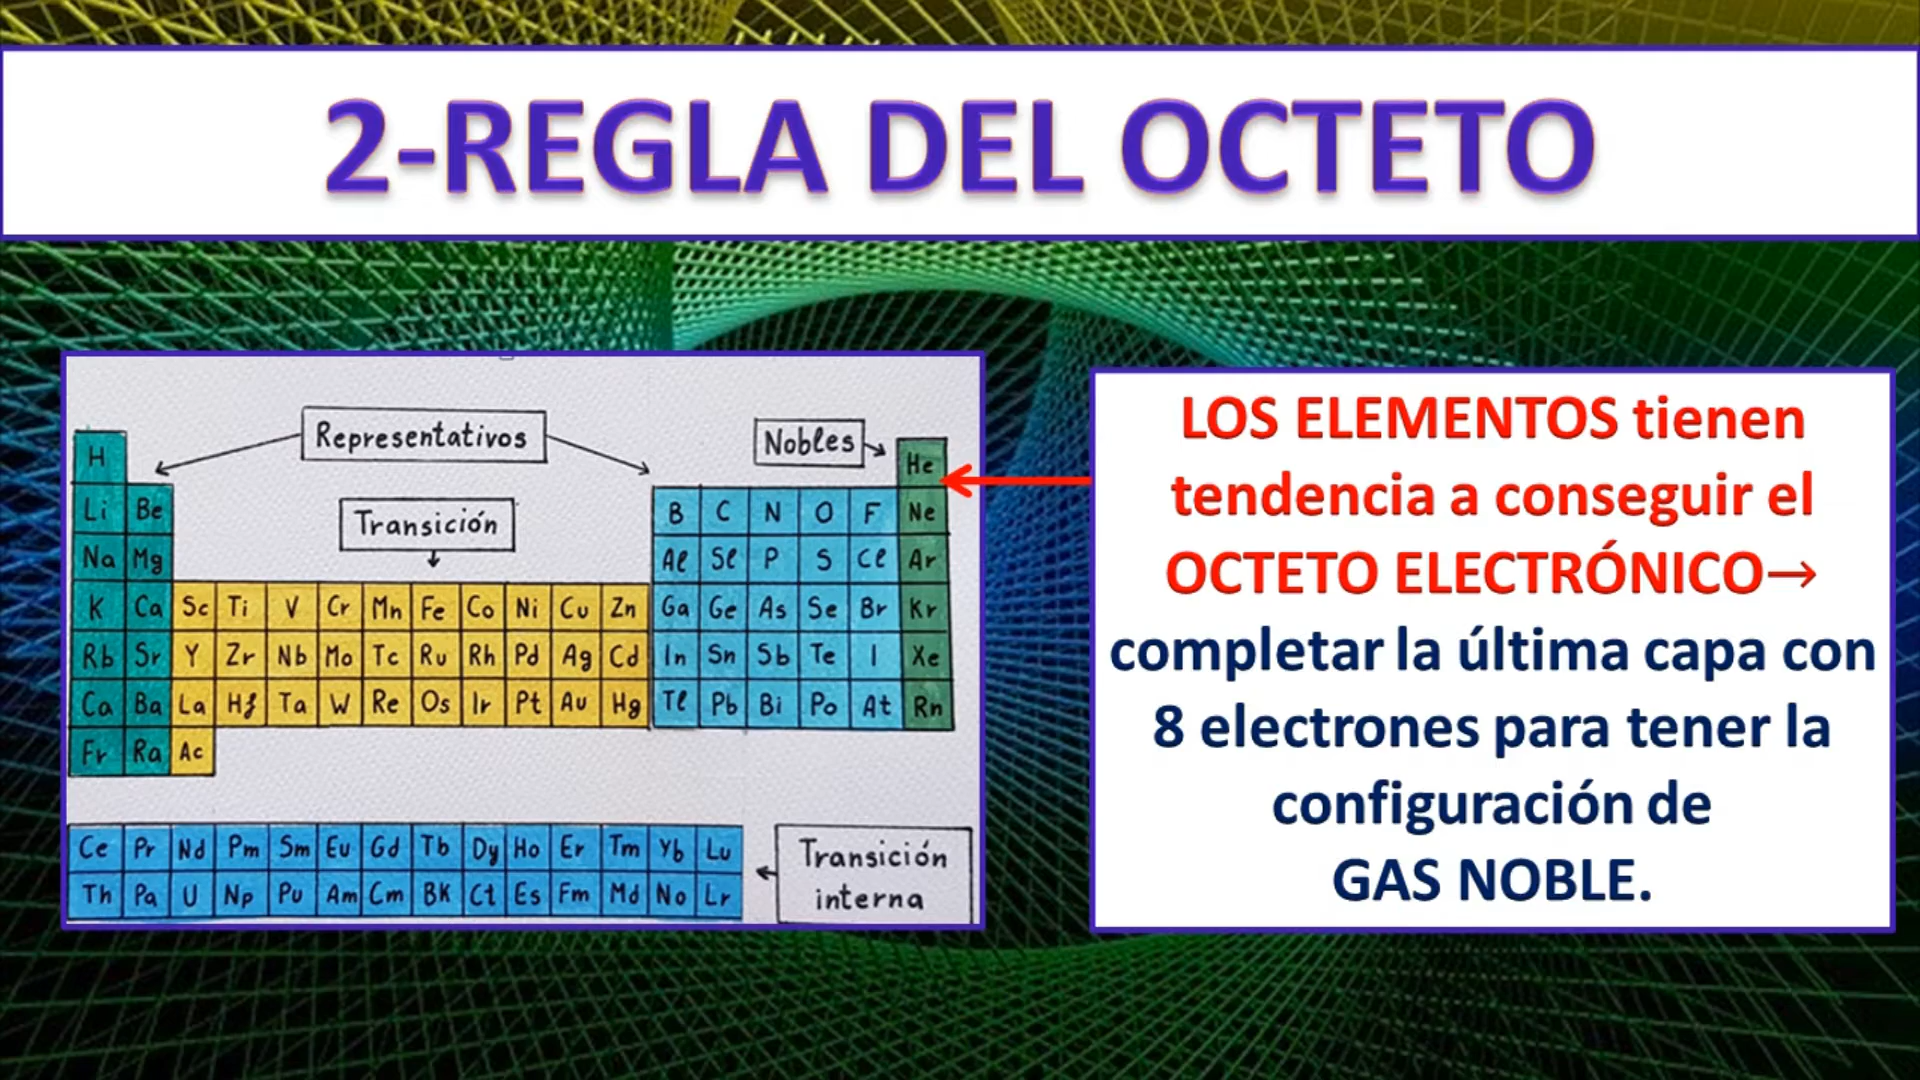 2-REGLA DEL OCTETO
Representativos
Nobles
Transición
H He
Li Be B C N O F Ne
Na Mg Al Sl P S Cl Ar
K Ca Sc Ti V Cr Mn Fe Co Ni Cu Zn Ga Ge As Se Br Kr
Rb Sr Y Zr Nb Mo Tc Ru Rh Pd Ag Cd In Sn Sb Te I Xe
Ca Ba La Hf Ta W Re Os Ir Pt Au Hg Tl Pb Bi Po At Rn
Fr Ra Ac
Ce Pr Nd Pm Sm Eu Gd Tb Dy Ho Er Tm Yb Lu
Th Pa U Np Pu Am Cm BK Ct Es Fm Md No Lr
Transición
interna
LOS ELEMENTOS tienen
tendencia a conseguir el
OCTETO ELECTRÓNICO→
completar la última capa con
8 electrones para tener la
configuración de
GAS NOBLE.